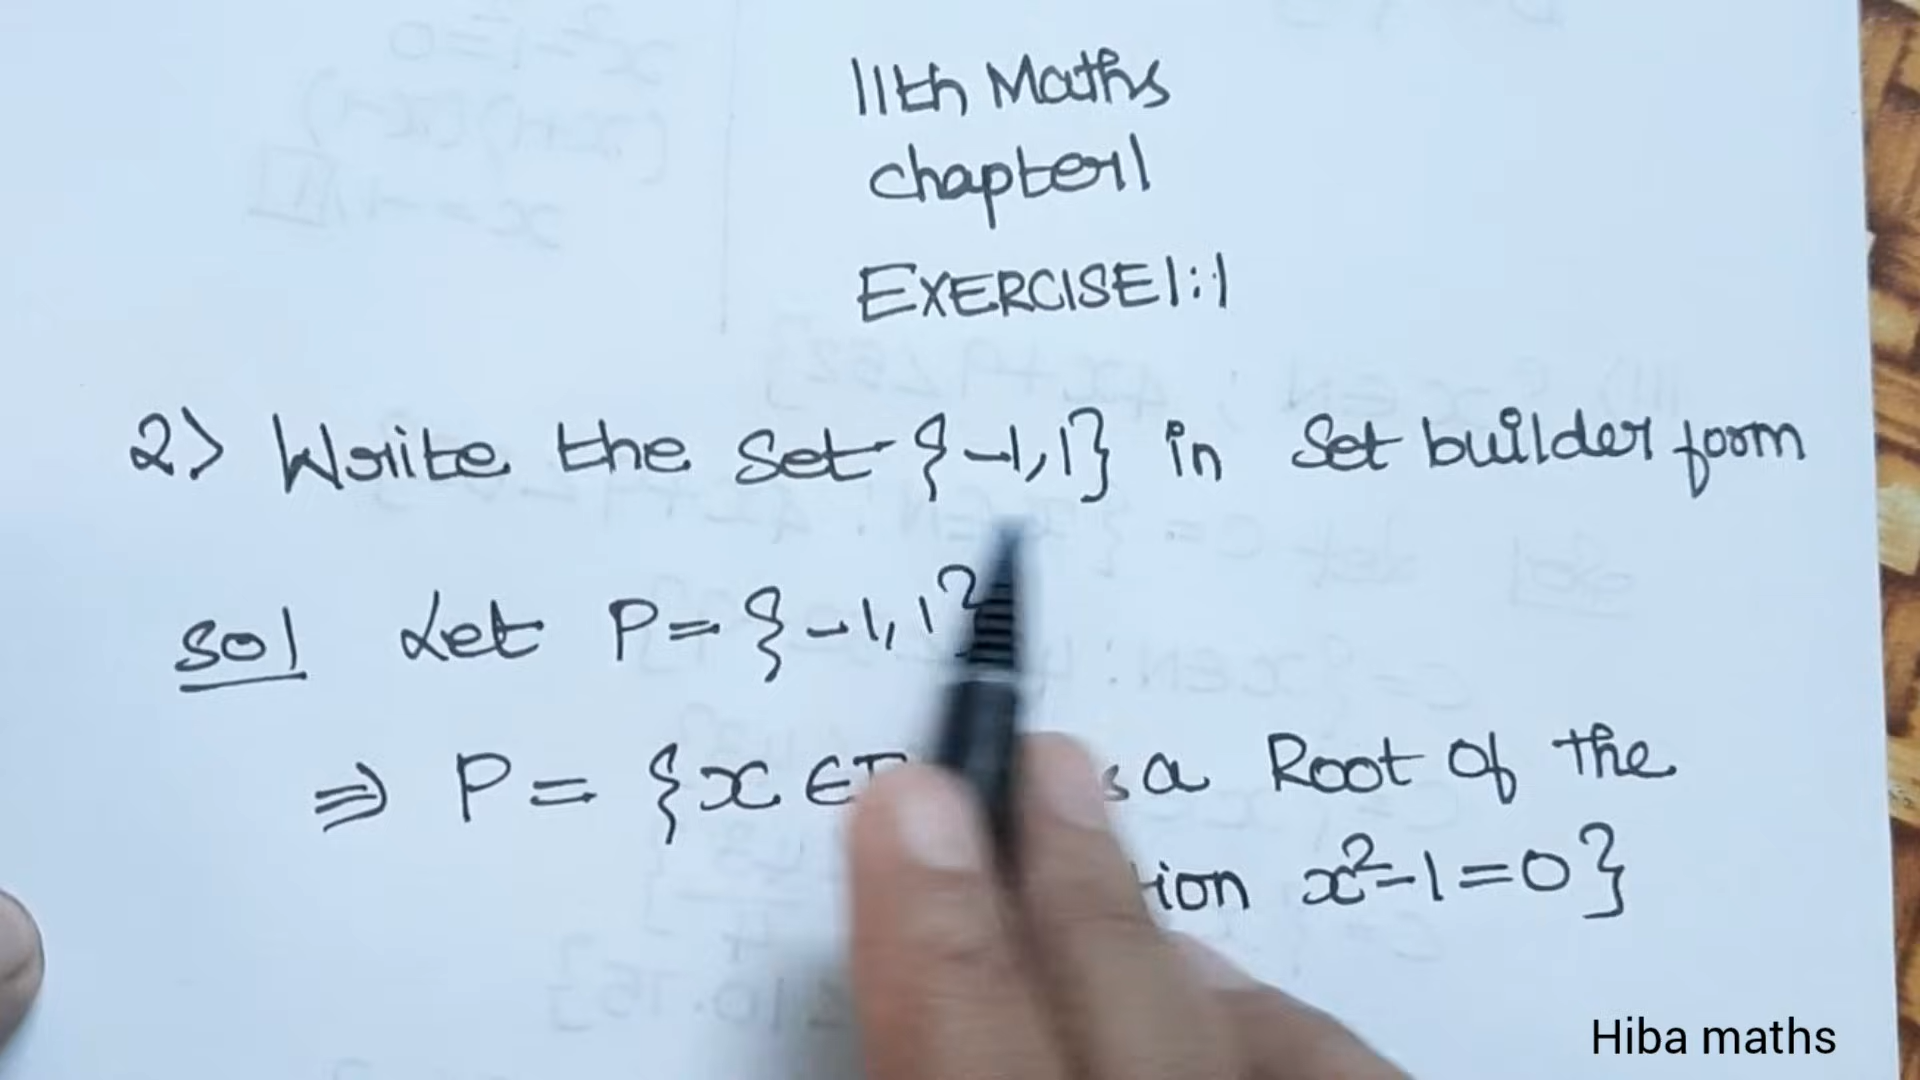 11th Maths
chapter 1
EXERCISE 1:1
2) Write the Set {-1,1} in Set builder form
sol Let P= {-1,1}
⇒ P= {x ∈ a Root Of the
x²-1=0}
Hiba maths